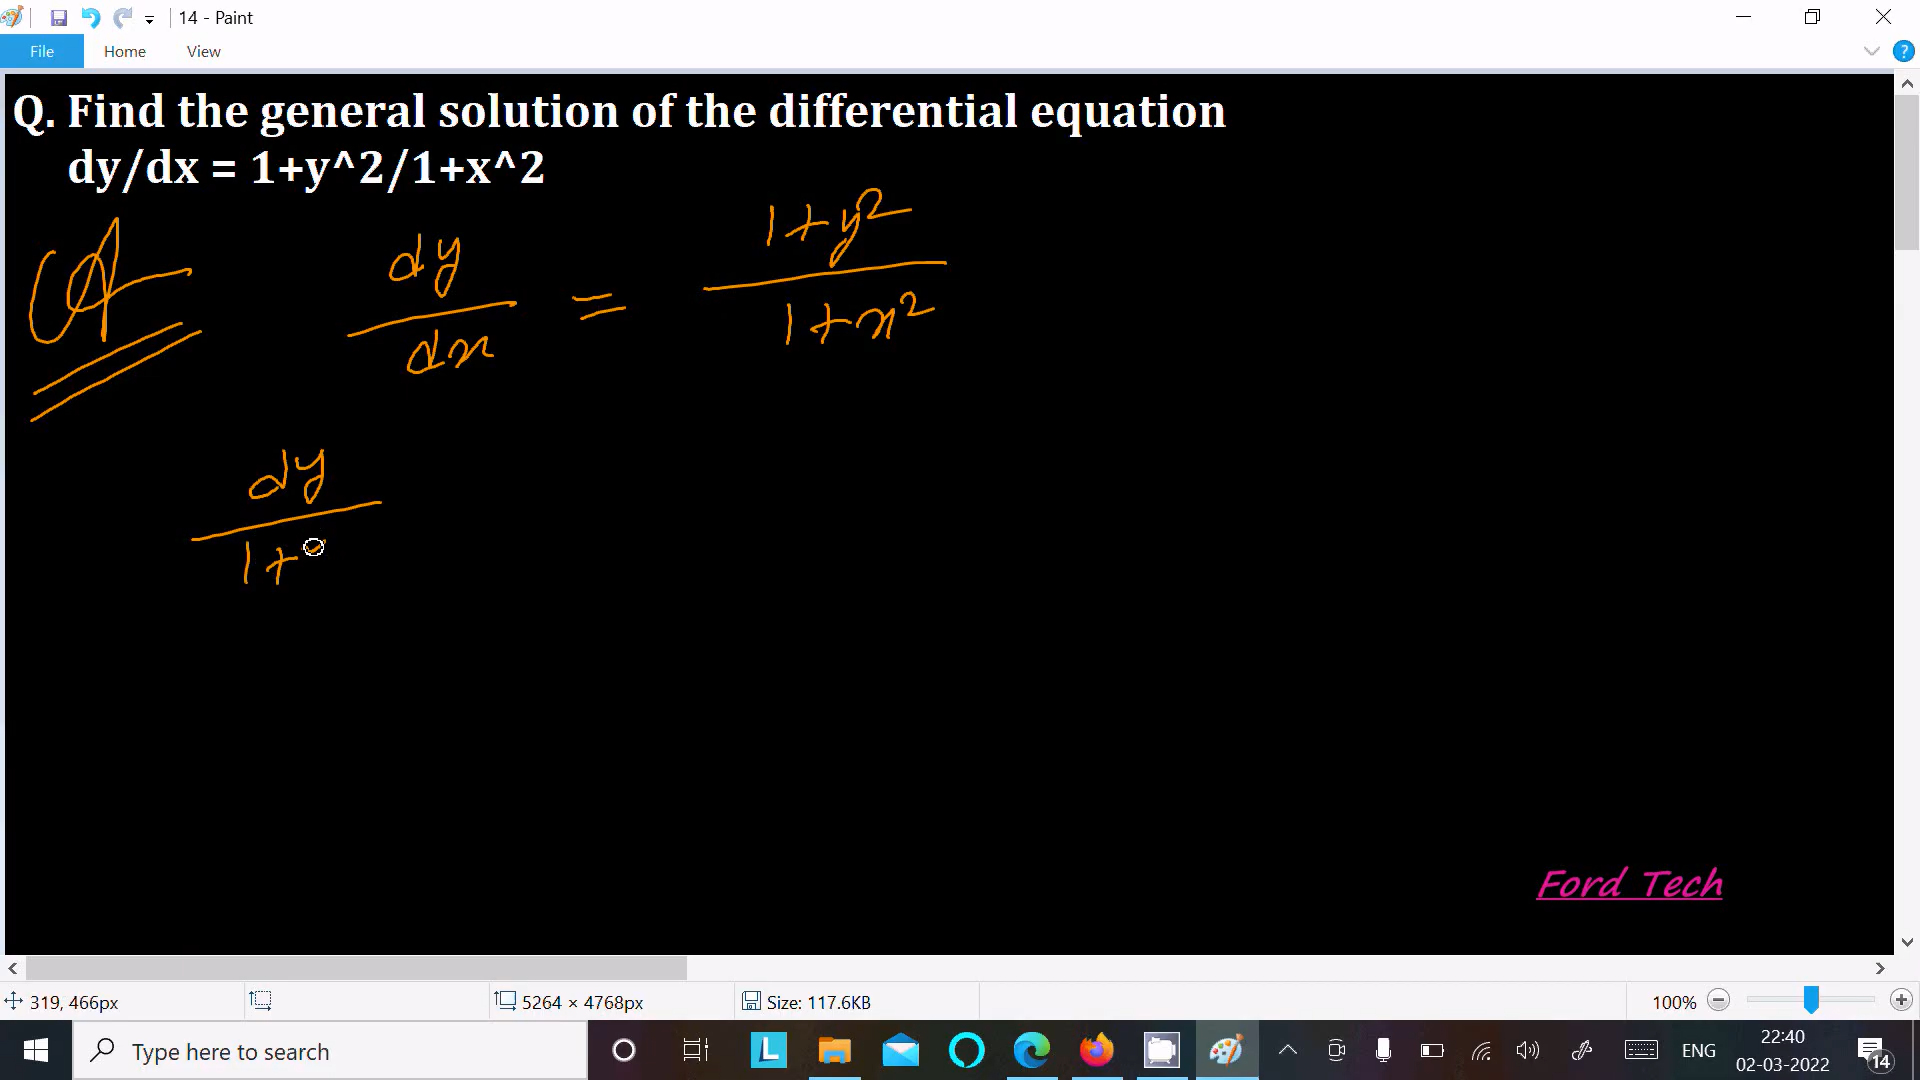 14 - Paint
File Home View
Q. Find the general solution of the differential equation
dy/dx = 1+y^2/1+x^2
dy/dx = 1+y²/1+x²
dy
1+
Ford Tech
319, 466px
5264 × 4768px
Size: 117.6KB
100%
Type here to search
L
ENG
22:40
02-03-2022
14